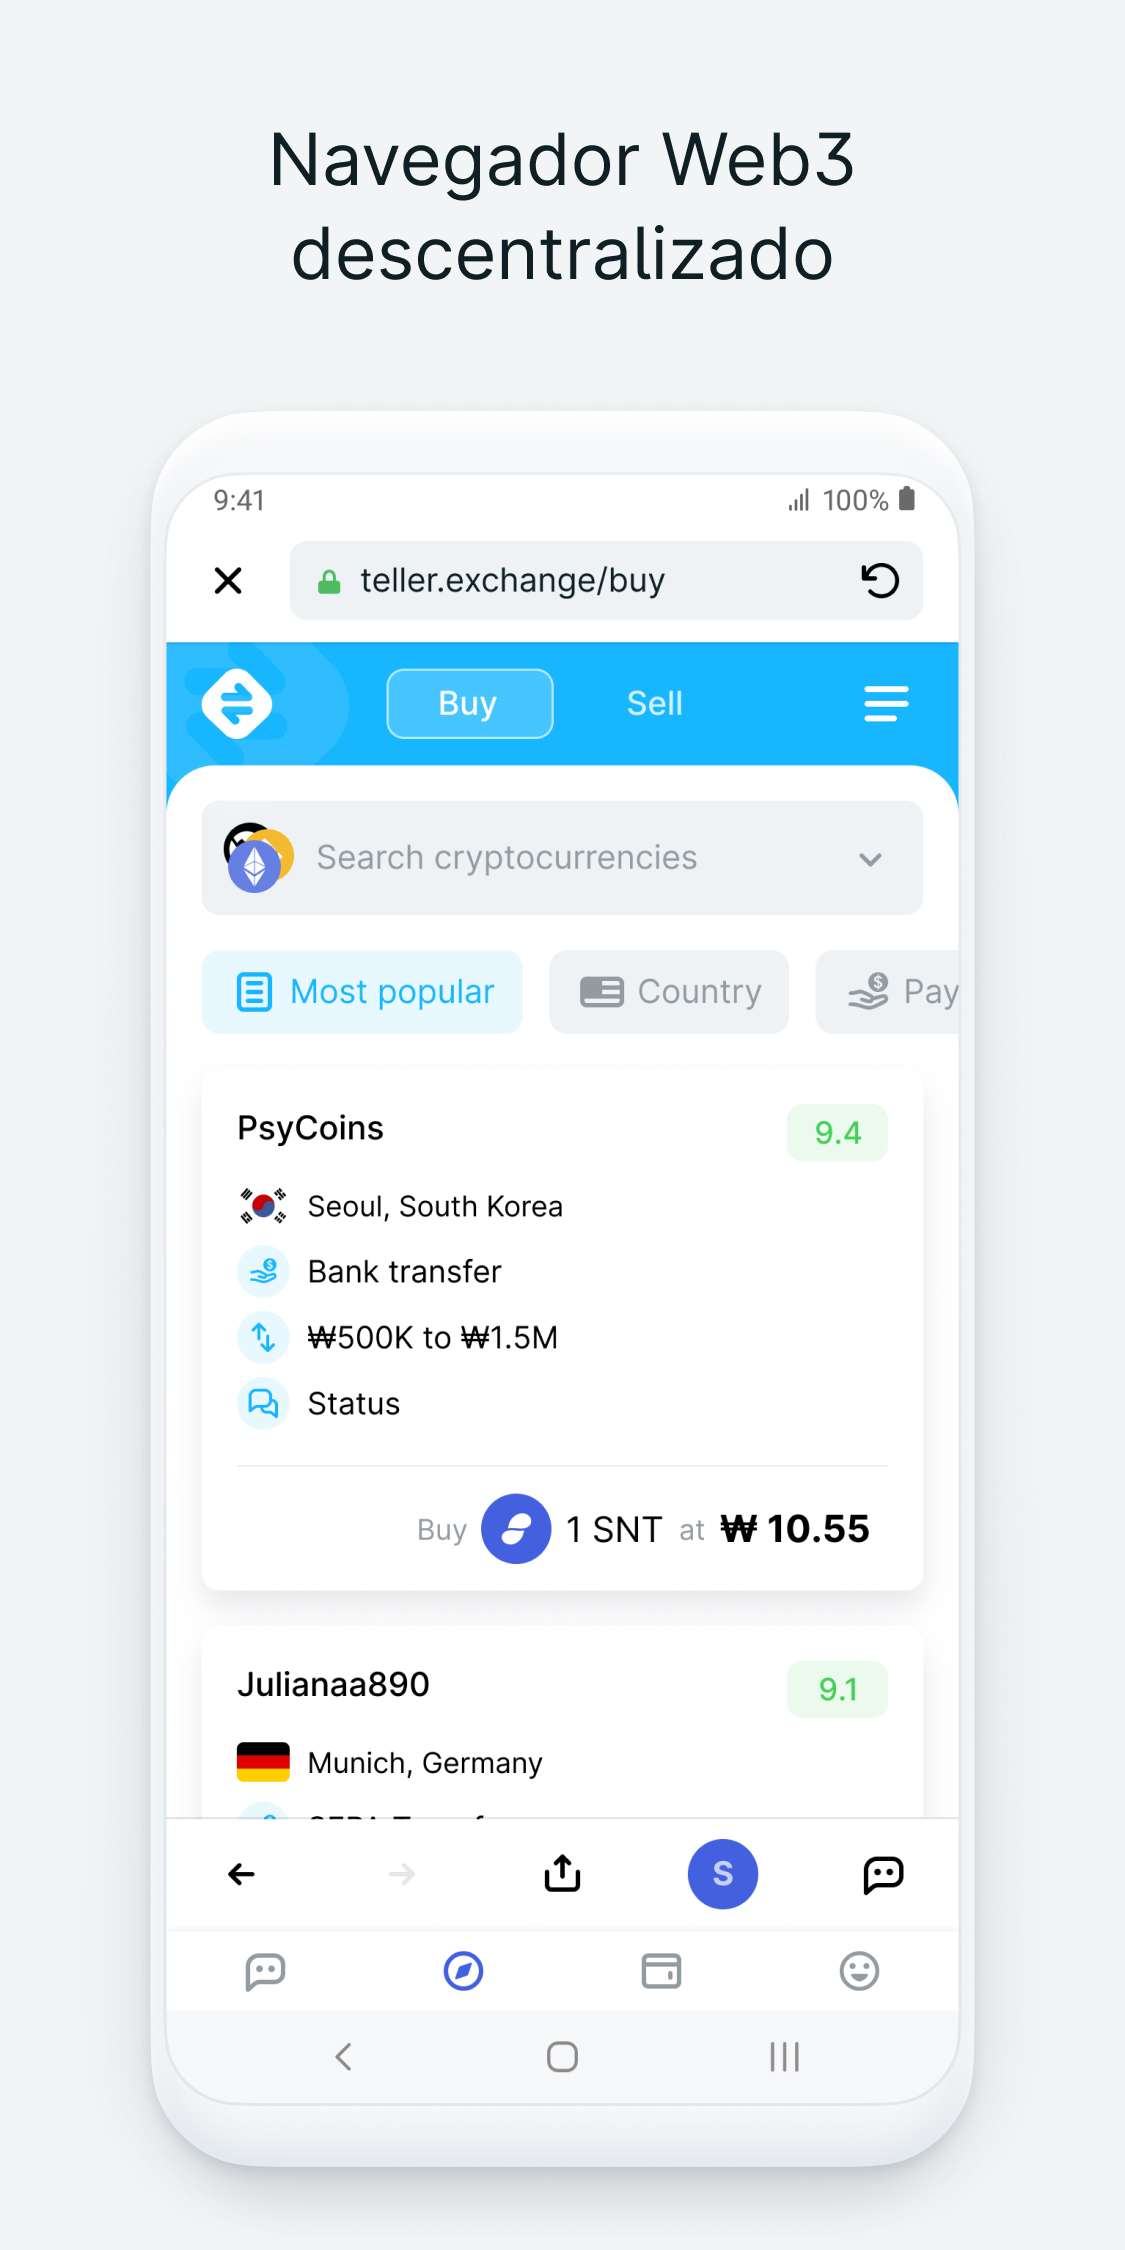 Navegador Web3
descentralizado
9:41
100%
teller.exchange/buy
Buy
Sell
Search cryptocurrencies
Most popular
Country
Pay
PsyCoins
9.4
Seoul, South Korea
Bank transfer
₩500K to ₩1.5M
Status
Buy 1 SNT at ₩ 10.55
Julianaa890
9.1
Munich, Germany
S